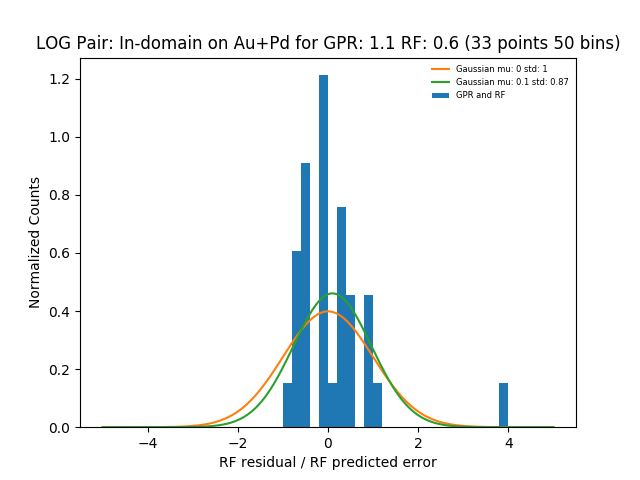 LOG Pair: In-domain on Au+Pd for GPR: 1.1 RF: 0.6 (33 points 50 bins)
Gaussian mu: 0 std: 1
Gaussian mu: 0.1 std: 0.87
GPR and RF
Normalized Counts
1.2
1.0
0.8
0.6
0.4
0.2
0.0
−4 −2 0 2 4
RF residual / RF predicted error